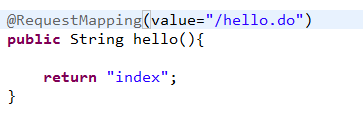 @RequestMapping(value="/hello.do")
public String hello(){
return "index";
}